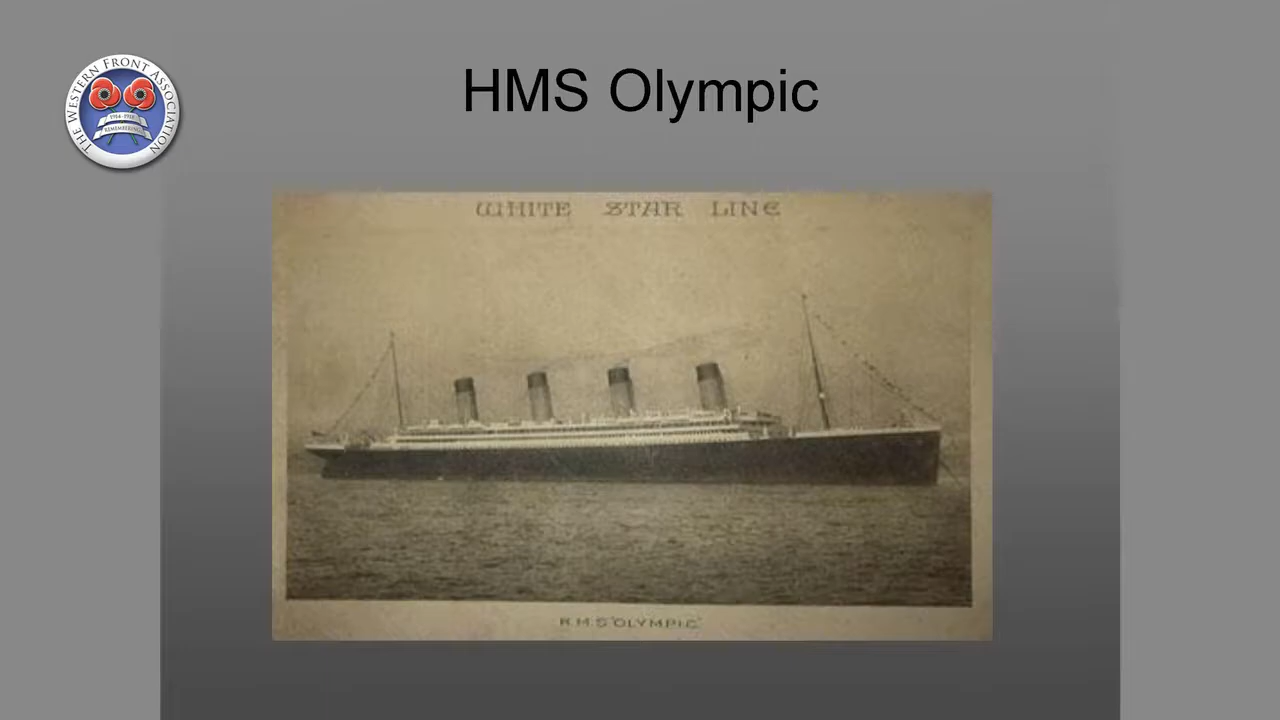 HMS Olympic
THE WESTERN FRONT ASSOCIATION
1914-1918
REMEMBERING
WHITE STAR LINE
R.M.S "OLYMPIC"